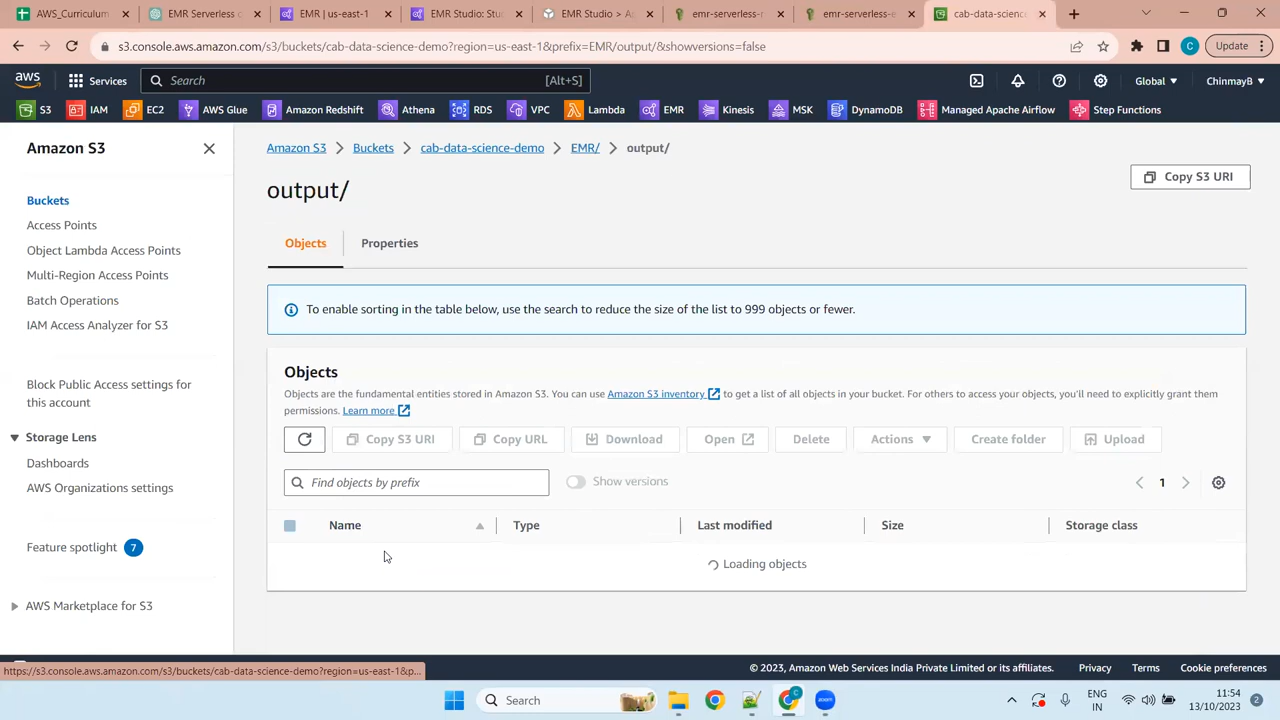 AWS_Curriculum
EMR Serverless
EMR | us-east-1
EMR Studio: Stu
EMR Studio > As
emr-serverless-
emr-serverless-
cab-data-scienc
s3.console.aws.amazon.com/s3/buckets/cab-data-science-demo?region=us-east-1&prefix=EMR/output/&showversions=false
C
Update
aws
Services
Search
[Alt+S]
Global
ChinmayB
S3
IAM
EC2
AWS Glue
Amazon Redshift
Athena
RDS
VPC
Lambda
EMR
Kinesis
MSK
DynamoDB
Managed Apache Airflow
Step Functions
Amazon S3
Buckets
Access Points
Object Lambda Access Points
Multi-Region Access Points
Batch Operations
IAM Access Analyzer for S3
Block Public Access settings for
this account
Storage Lens
Dashboards
AWS Organizations settings
Feature spotlight 7
AWS Marketplace for S3
Amazon S3 > Buckets > cab-data-science-demo > EMR/ > output/
output/
Copy S3 URI
Objects
Properties
To enable sorting in the table below, use the search to reduce the size of the list to 999 objects or fewer.
Objects
Objects are the fundamental entities stored in Amazon S3. You can use Amazon S3 inventory to get a list of all objects in your bucket. For others to access your objects, you'll need to explicitly grant them
permissions. Learn more
Copy S3 URI
Copy URL
Download
Open
Delete
Actions
Create folder
Upload
Find objects by prefix
Show versions
1
Name
Type
Last modified
Size
Storage class
Loading objects
https://s3.console.aws.amazon.com/s3/buckets/cab-data-science-demo?region=us-east-1&p...
© 2023, Amazon Web Services India Private Limited or its affiliates.
Privacy
Terms
Cookie preferences
Search
zoom
ENG
IN
11:54
13/10/2023
2